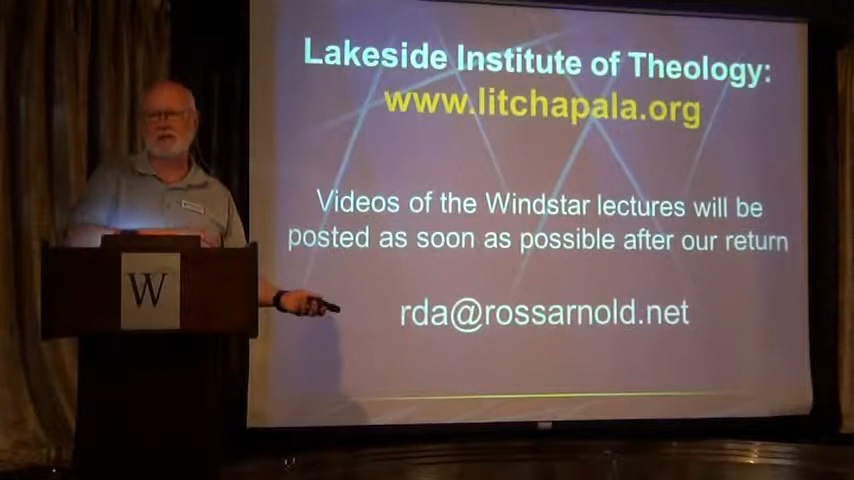 Lakeside Institute of Theology:
www.litchapala.org
Videos of the Windstar lectures will be
posted as soon as possible after our return
rda@rossarnold.net
W